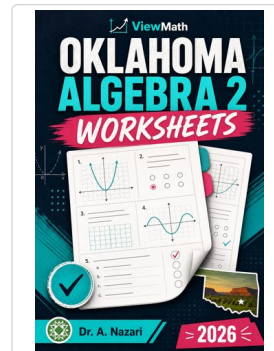 ViewMath
OKLAHOMA
ALGEBRA 2
WORKSHEETS
1.
2.
3.
4.
5.
Dr. A. Nazari
2026